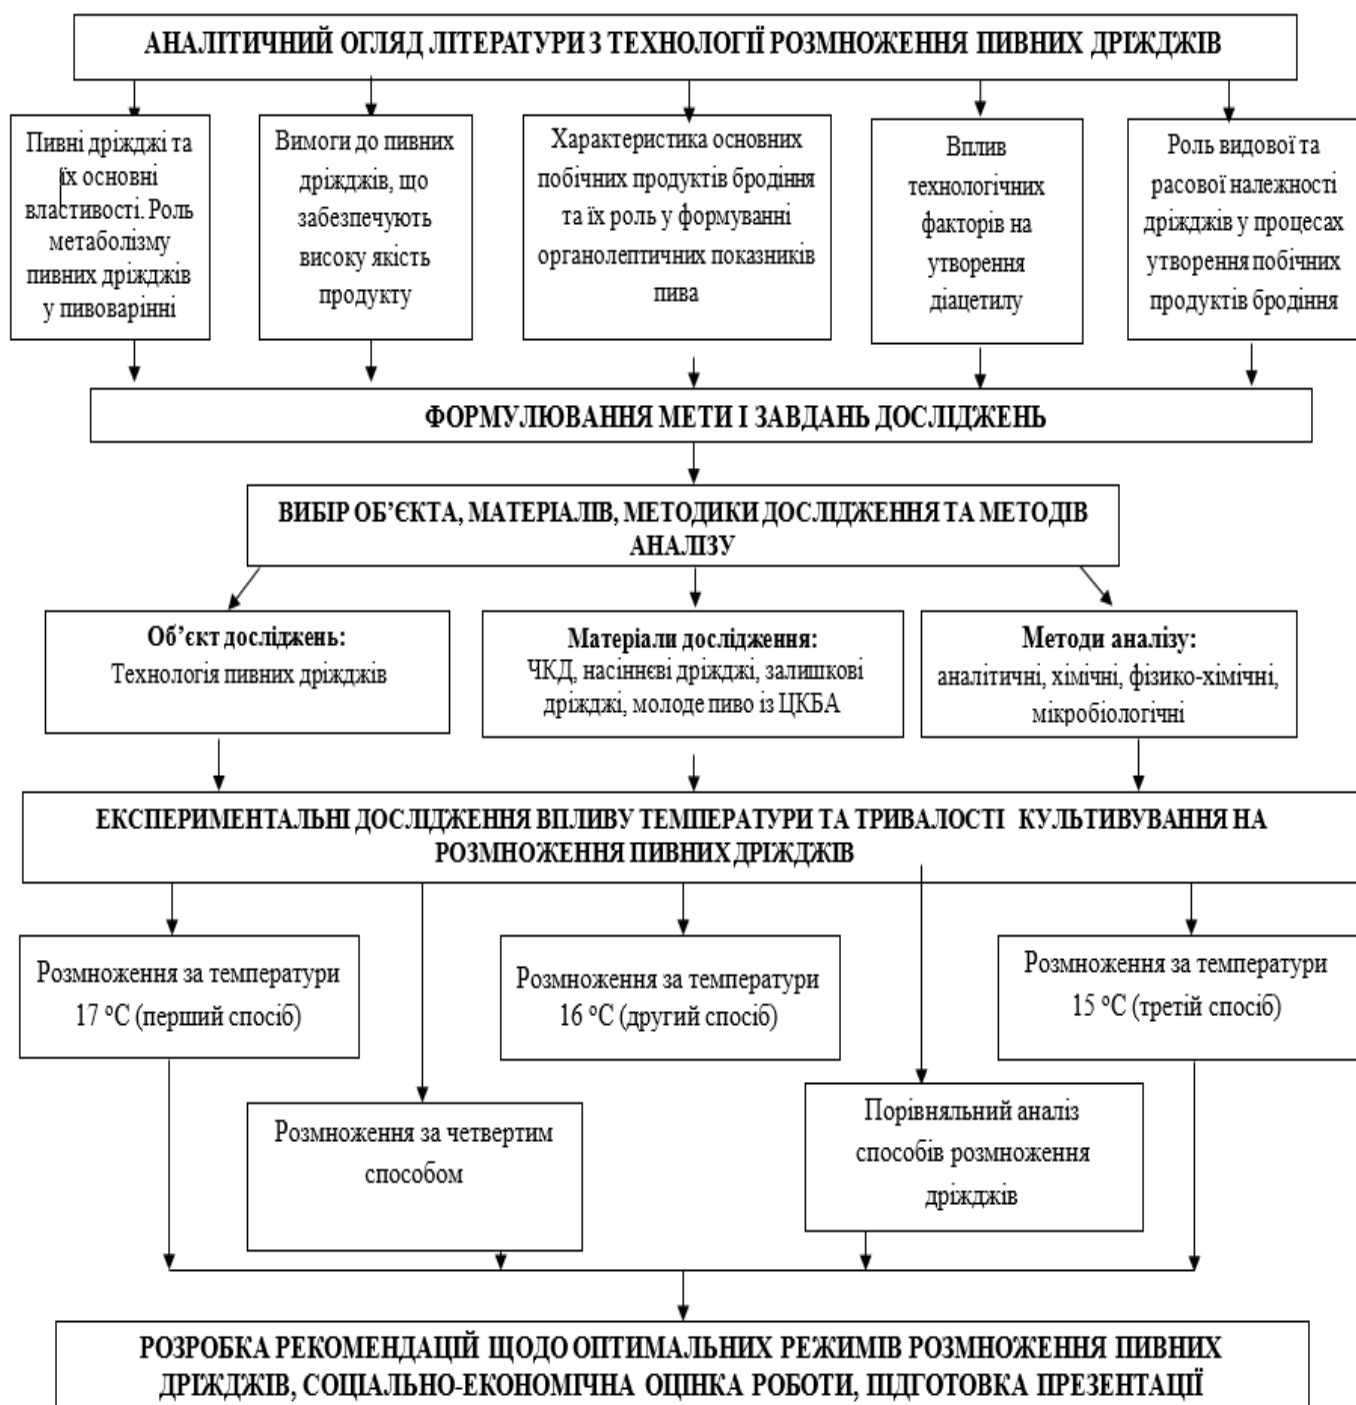 АНАЛІТИЧНИЙ ОГЛЯД ЛІТЕРАТУРИ З ТЕХНОЛОГІЇ РОЗМНОЖЕННЯ ПИВНИХ ДРІЖДЖІВ
Пивні дріжджі та
їх основні
властивості. Роль
метаболізму
пивних дріжджів
у пивоварінні
Вимоги до пивних
дріжджів, що
забезпечують
високу якість
продукту
Характеристика основних
побічних продуктів бродіння
та їх роль у формуванні
органолептичних показників
пива
Вплив
технологічних
факторів на
утворення
діацетилу
Роль видової та
расової належності
дріжджів у процесах
утворення побічних
продуктів бродіння
ФОРМУЛЮВАННЯ МЕТИ І ЗАВДАНЬ ДОСЛІДЖЕНЬ
ВИБІР ОБ’ЄКТА, МАТЕРІАЛІВ, МЕТОДИКИ ДОСЛІДЖЕННЯ ТА МЕТОДІВ
АНАЛІЗУ
Об’єкт досліджень:
Технологія пивних дріжджів
Матеріали дослідження:
ЧКД, насіннєві дріжджі, залишкові
дріжджі, молоде пиво із ЦКБА
Методи аналізу:
аналітичні, хімічні, фізико-хімічні,
мікробіологічні
ЕКСПЕРИМЕНТАЛЬНІ ДОСЛІДЖЕННЯ ВПЛИВУ ТЕМПЕРАТУРИ ТА ТРИВАЛОСТІ КУЛЬТИВУВАННЯ НА
РОЗМНОЖЕННЯ ПИВНИХ ДРІЖДЖІВ
Розмноження за температури
17 °С (перший спосіб)
Розмноження за температури
16 °С (другий спосіб)
Розмноження за температури
15 °С (третій спосіб)
Розмноження за четвертим
способом
Порівняльний аналіз
способів розмноження
дріжджів
РОЗРОБКА РЕКОМЕНДАЦІЙ ЩОДО ОПТИМАЛЬНИХ РЕЖИМІВ РОЗМНОЖЕННЯ ПИВНИХ
ДРІЖДЖІВ, СОЦІАЛЬНО-ЕКОНОМІЧНА ОЦІНКА РОБОТИ, ПІДГОТОВКА ПРЕЗЕНТАЦІЇ